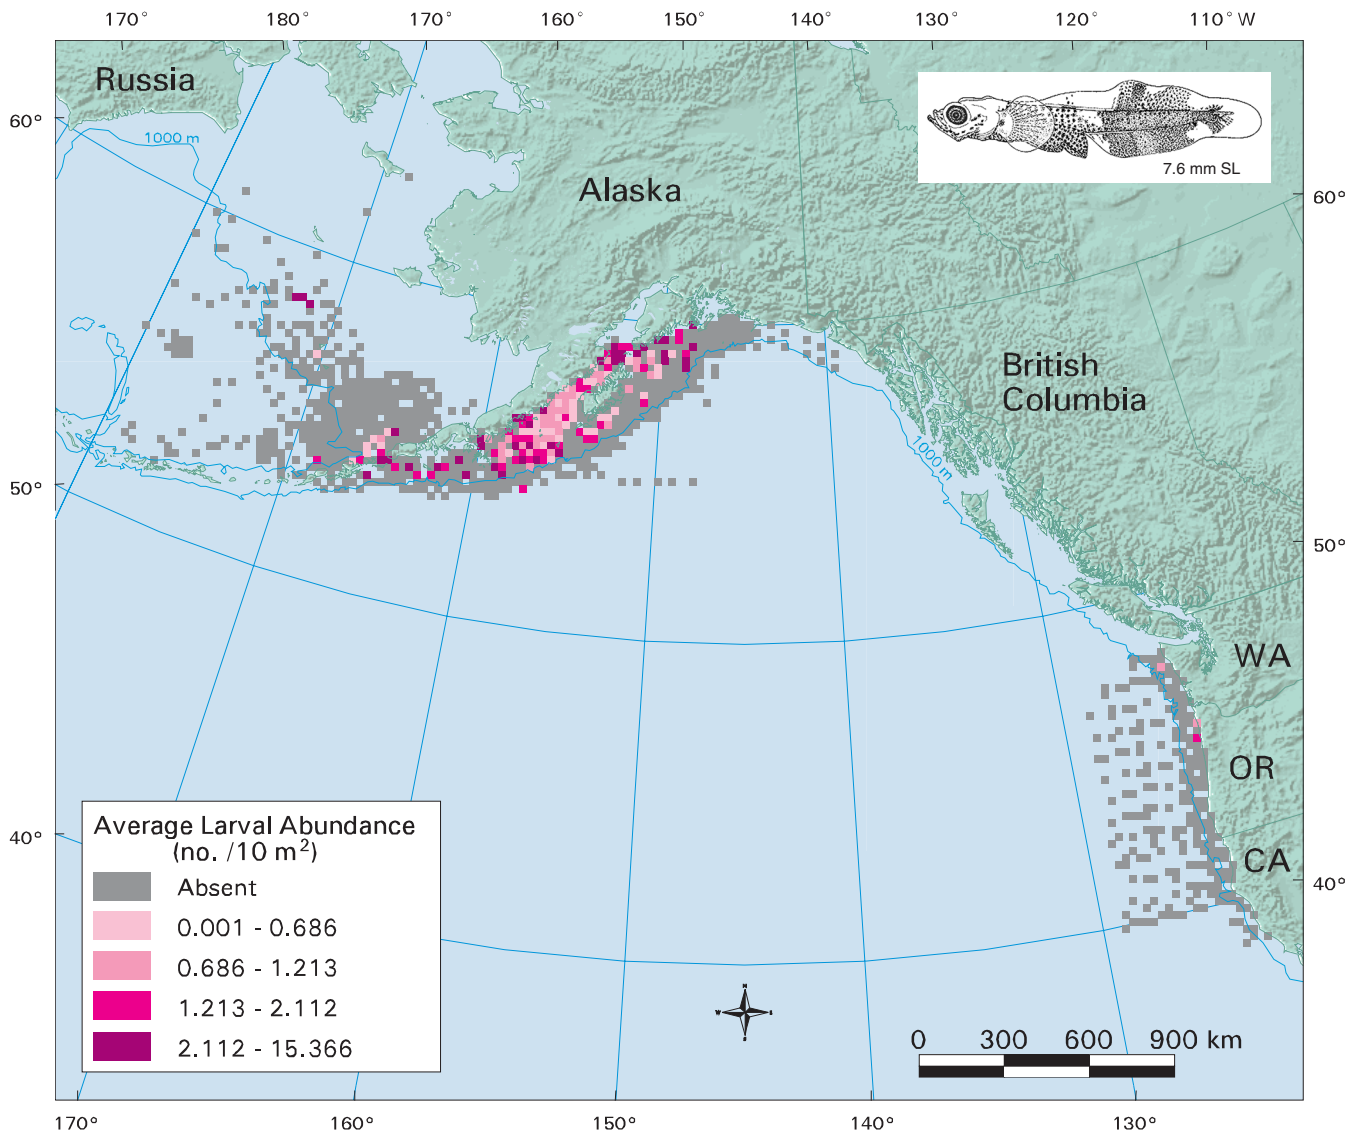 170° 180° 170° 160° 150° 140° 130° 120° 110° W
Russia
60°
1000 m
Alaska
7.6 mm SL
60°
British
Columbia
1000 m
50°
50°
WA
OR
CA
40°
40°
Average Larval Abundance
(no. /10 m²)
Absent
0.001 - 0.686
0.686 - 1.213
1.213 - 2.112
2.112 - 15.366
N
W
E
S
0 300 600 900 km
170° 160° 150° 140° 130°